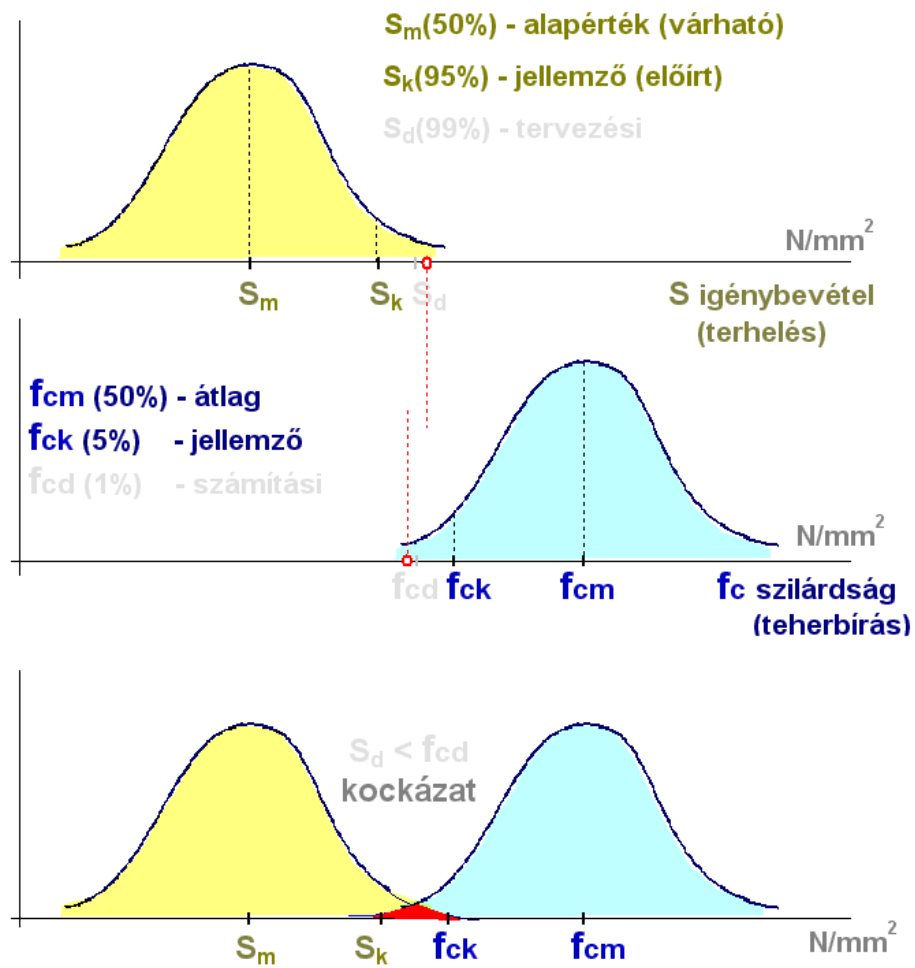 Sm(50%) - alapérték (várható)
Sk(95%) - jellemző (előírt)
Sd(99%) - tervezési
N/mm²
Sm Sk Sd S igénybevétel
(terhelés)
fcm (50%) - átlag
fck (5%) - jellemző
fcd (1%) - számítási
N/mm²
fcd fck fcm fc szilárdság
(teherbírás)
Sd < fcd
kockázat
Sm Sk fck fcm N/mm²